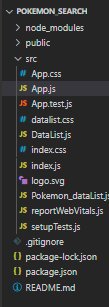 POKEMON_SEARCH
node_modules
public
src
App.css
App.js
App.test.js
datalist.css
DataList.js
index.css
index.js
logo.svg
Pokemon_dataList.js
reportWebVitals.js
setupTests.js
.gitignore
package-lock.json
package.json
README.md